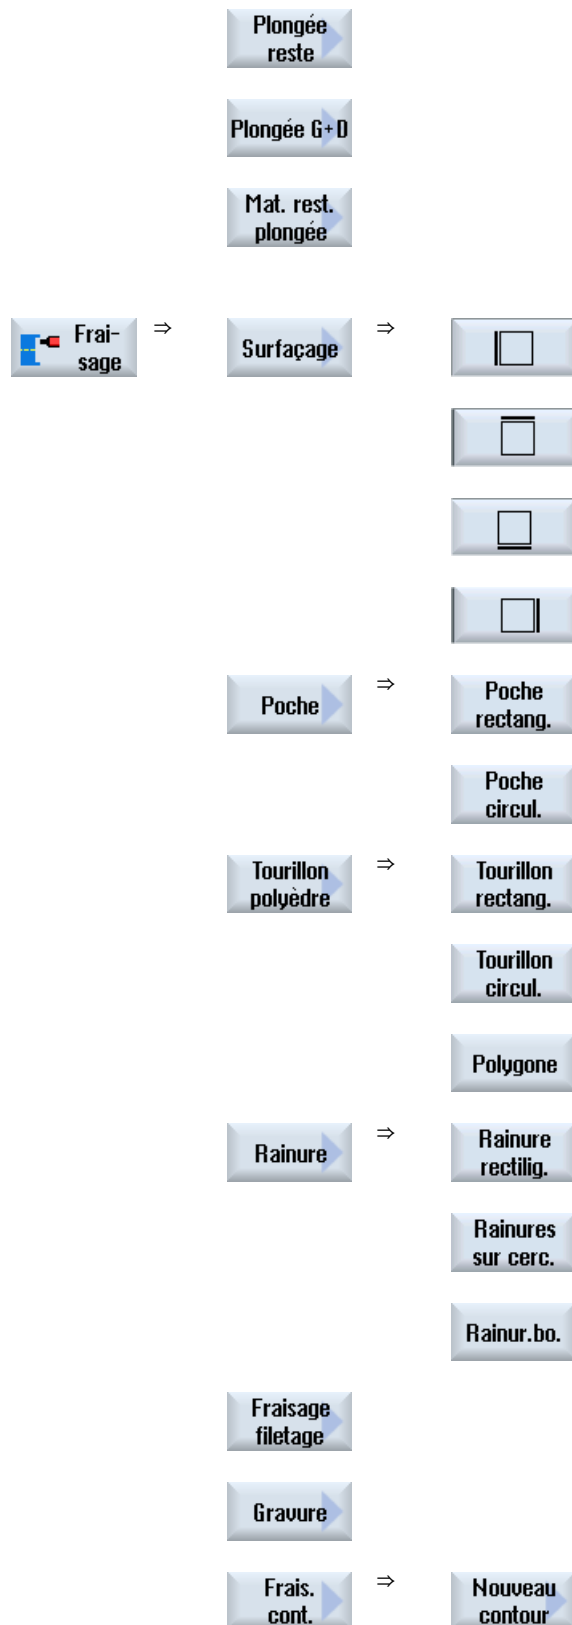 Plongée
reste
Plongée G+D
Mat. rest.
plongée
Frai-
sage
⇒
Surfaçage
⇒
Poche
⇒
Poche
rectang.
Poche
circul.
Tourillon
polyèdre
⇒
Tourillon
rectang.
Tourillon
circul.
Polygone
Rainure
⇒
Rainure
rectilig.
Rainures
sur cerc.
Rainur.bo.
Fraisage
filetage
Gravure
Frais.
cont.
⇒
Nouveau
contour